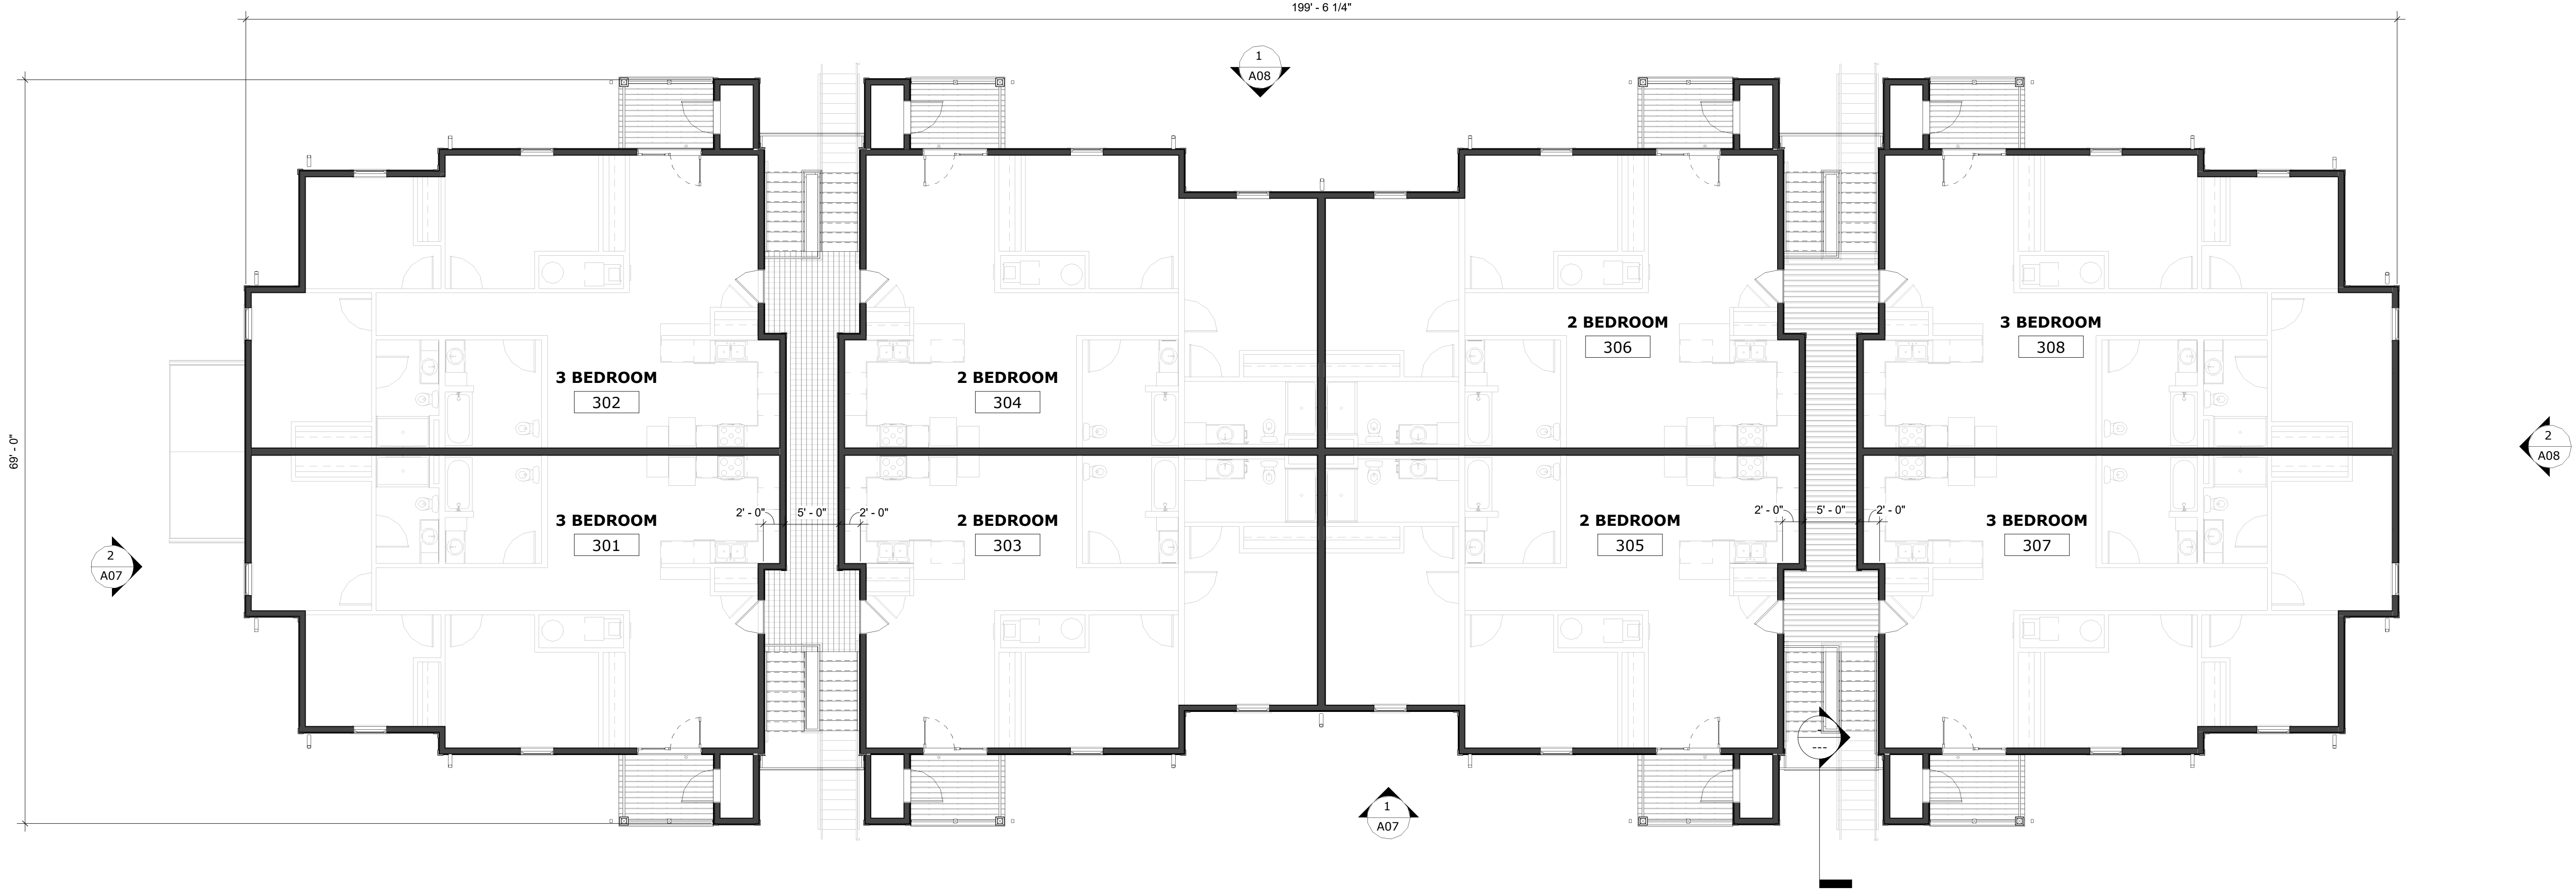 199' - 6 1/4"
1
A08
2 BEDROOM
306
3 BEDROOM
308
3 BEDROOM
302
2 BEDROOM
304
69' - 0"
2
A08
2' - 0"
5' - 0"
2' - 0"
2' - 0"
5' - 0"
2' - 0"
3 BEDROOM
301
2 BEDROOM
303
2 BEDROOM
305
3 BEDROOM
307
2
A07
---
1
A07